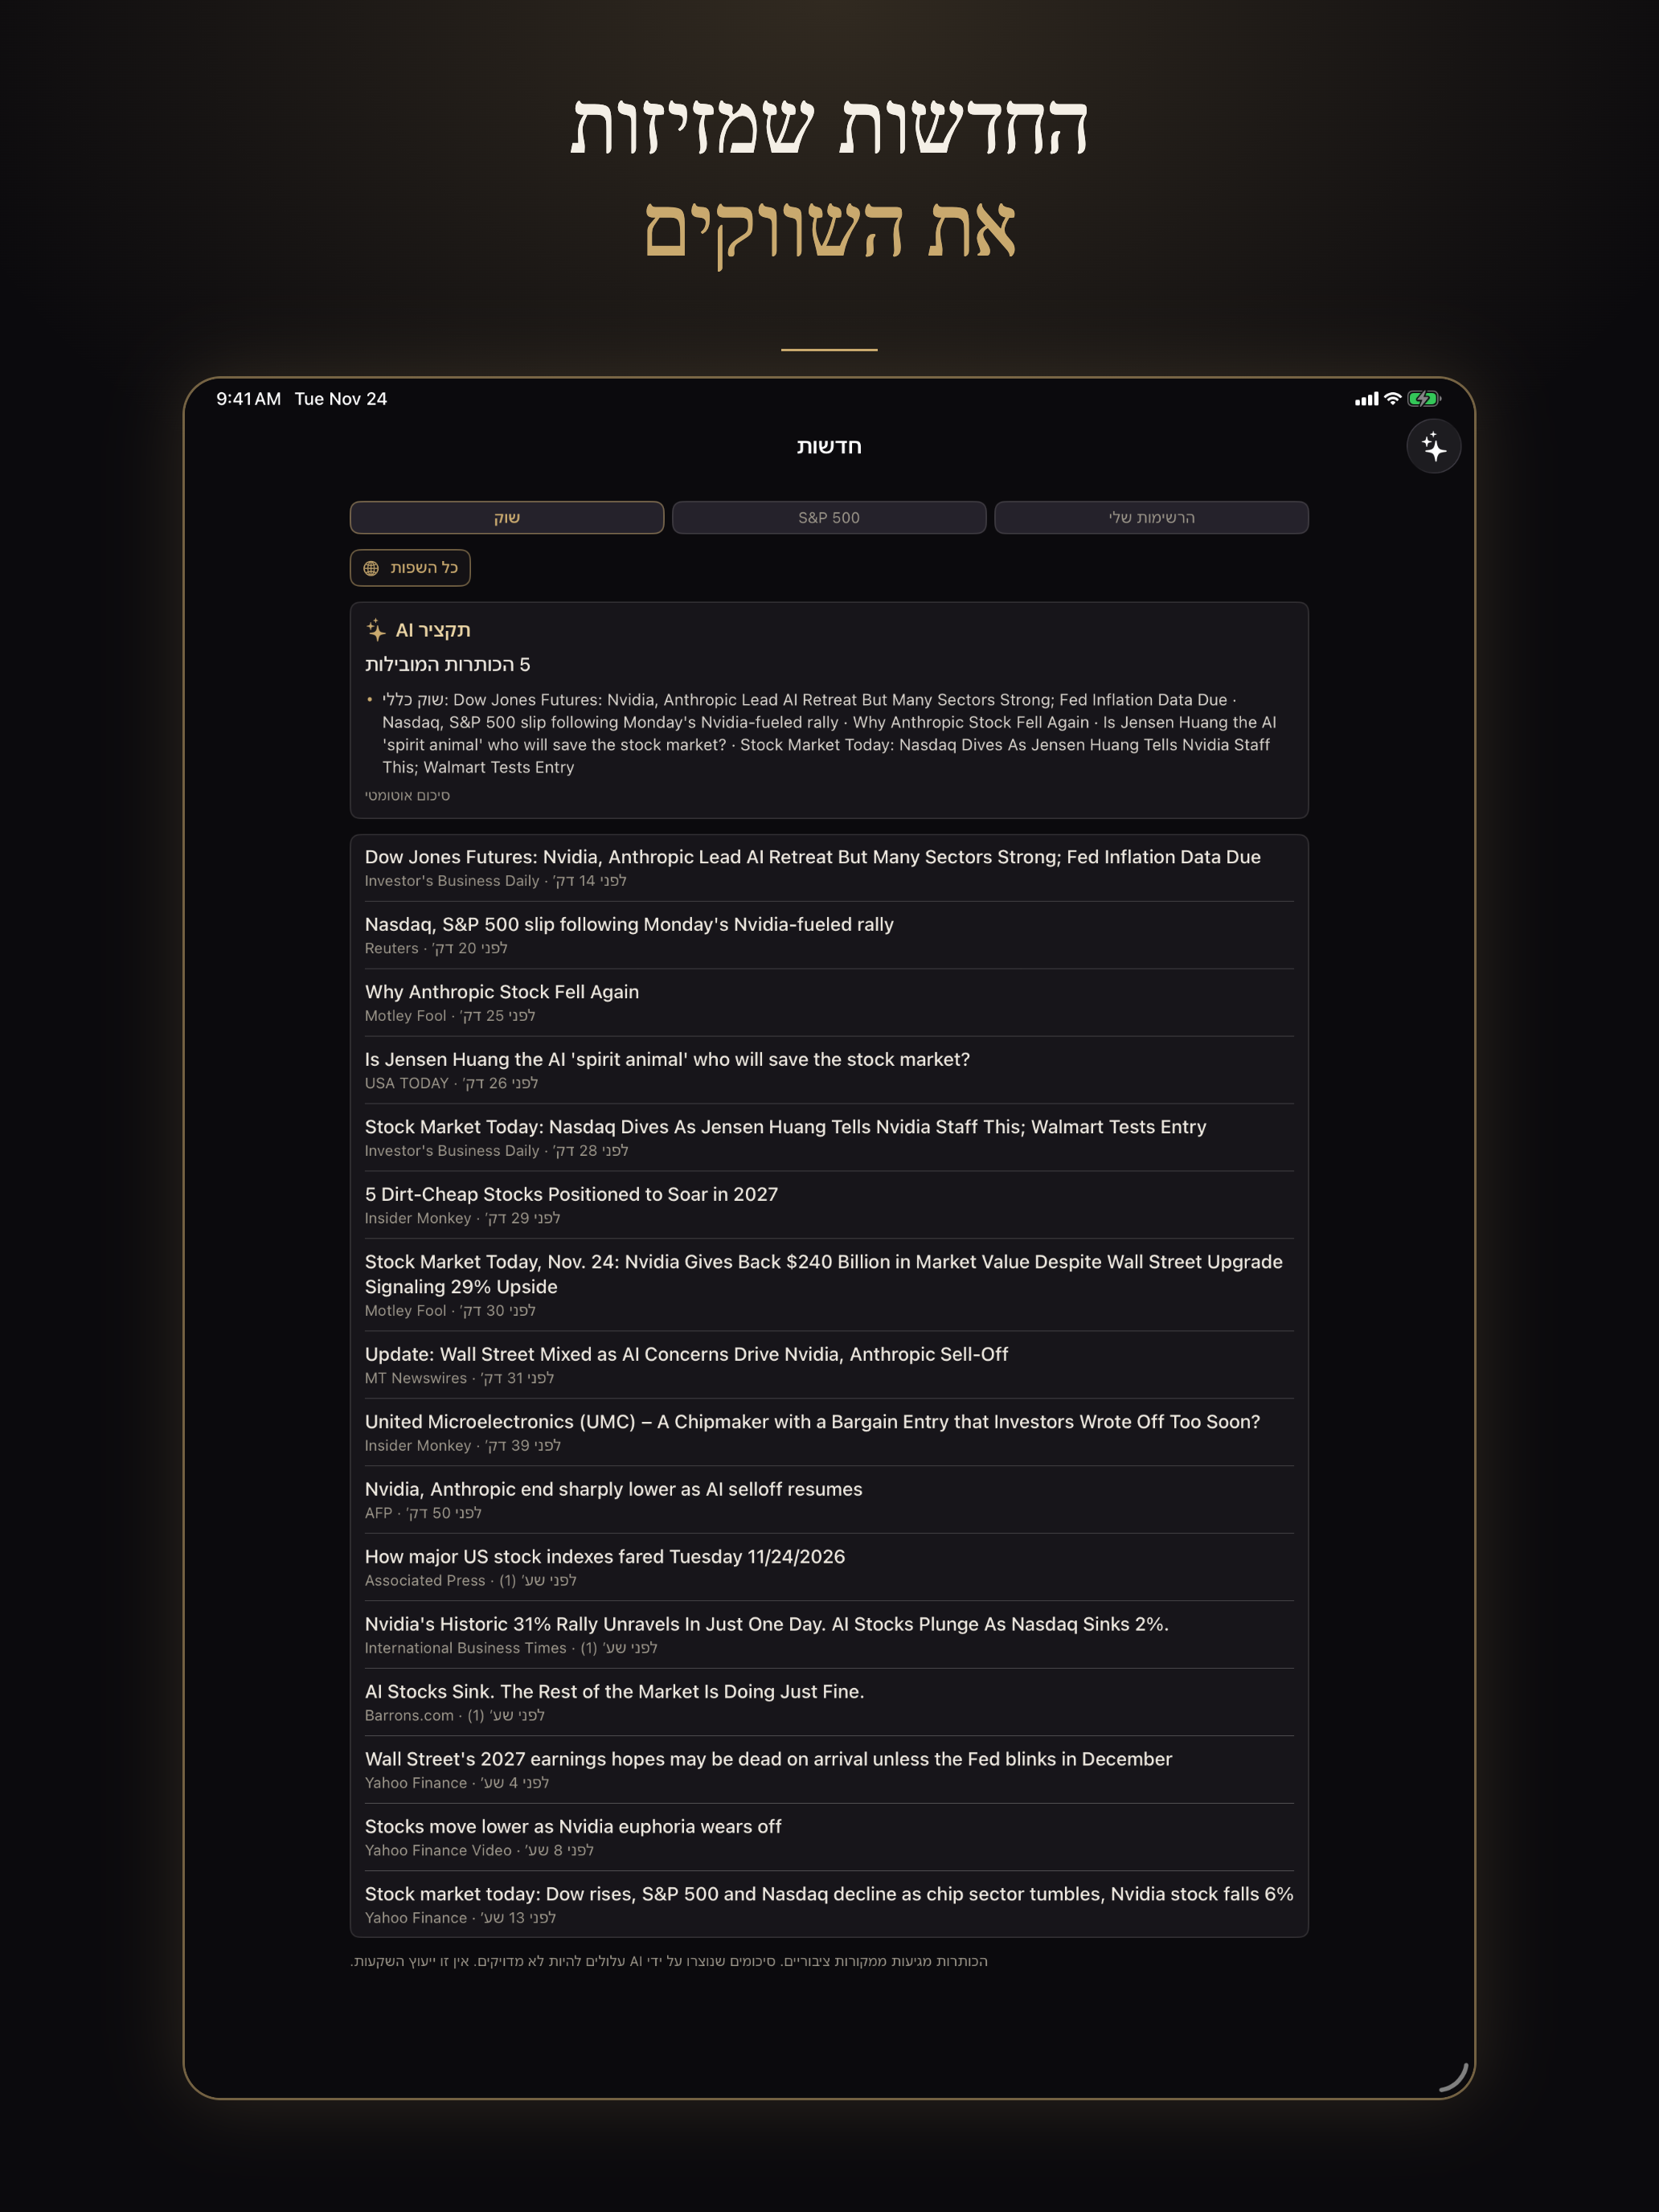 החדשות שמזיזות
את השווקים
9:41 AM Tue Nov 24
חדשות
שוק
S&P 500
הרשימות שלי
כל השפות
תקציר AI
5 הכותרות המובילות
• שוק כללי: Dow Jones Futures: Nvidia, Anthropic Lead AI Retreat But Many Sectors Strong; Fed Inflation Data Due ·
Nasdaq, S&P 500 slip following Monday's Nvidia-fueled rally · Why Anthropic Stock Fell Again · Is Jensen Huang the AI
'spirit animal' who will save the stock market? · Stock Market Today: Nasdaq Dives As Jensen Huang Tells Nvidia Staff
This; Walmart Tests Entry
סיכום אוטומטי
Dow Jones Futures: Nvidia, Anthropic Lead AI Retreat But Many Sectors Strong; Fed Inflation Data Due
Investor's Business Daily · לפני 14 דק׳
Nasdaq, S&P 500 slip following Monday's Nvidia-fueled rally
Reuters · לפני 20 דק׳
Why Anthropic Stock Fell Again
Motley Fool · לפני 25 דק׳
Is Jensen Huang the AI 'spirit animal' who will save the stock market?
USA TODAY · לפני 26 דק׳
Stock Market Today: Nasdaq Dives As Jensen Huang Tells Nvidia Staff This; Walmart Tests Entry
Investor's Business Daily · לפני 28 דק׳
5 Dirt-Cheap Stocks Positioned to Soar in 2027
Insider Monkey · לפני 29 דק׳
Stock Market Today, Nov. 24: Nvidia Gives Back $240 Billion in Market Value Despite Wall Street Upgrade
Signaling 29% Upside
Motley Fool · לפני 30 דק׳
Update: Wall Street Mixed as AI Concerns Drive Nvidia, Anthropic Sell-Off
MT Newswires · לפני 31 דק׳
United Microelectronics (UMC) – A Chipmaker with a Bargain Entry that Investors Wrote Off Too Soon?
Insider Monkey · לפני 39 דק׳
Nvidia, Anthropic end sharply lower as AI selloff resumes
AFP · לפני 50 דק׳
How major US stock indexes fared Tuesday 11/24/2026
Associated Press · לפני שע׳ (1)
Nvidia's Historic 31% Rally Unravels In Just One Day. AI Stocks Plunge As Nasdaq Sinks 2%.
International Business Times · לפני שע׳ (1)
AI Stocks Sink. The Rest of the Market Is Doing Just Fine.
Barrons.com · לפני שע׳ (1)
Wall Street's 2027 earnings hopes may be dead on arrival unless the Fed blinks in December
Yahoo Finance · לפני 4 שע׳
Stocks move lower as Nvidia euphoria wears off
Yahoo Finance Video · לפני 8 שע׳
Stock market today: Dow rises, S&P 500 and Nasdaq decline as chip sector tumbles, Nvidia stock falls 6%
Yahoo Finance · לפני 13 שע׳
הכותרות מגיעות ממקורות ציבוריים. סיכומים שנוצרו על ידי AI עלולים להיות לא מדויקים. אין זו ייעוץ השקעות.